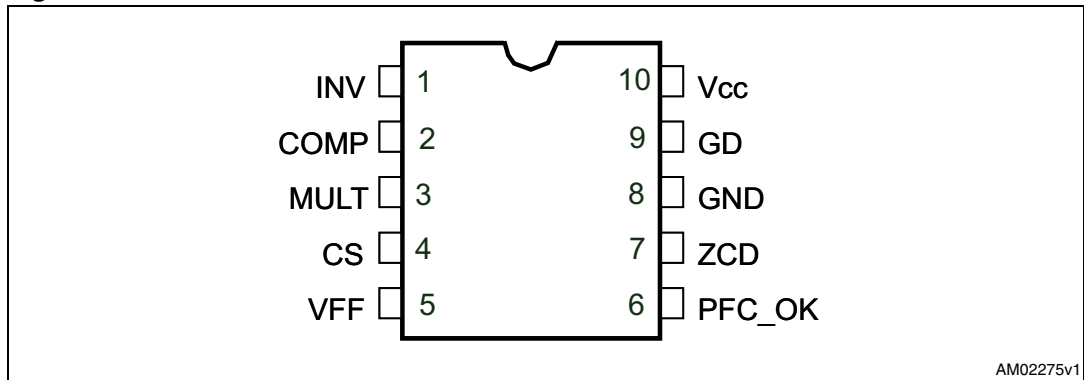 INV 1 10 Vcc
COMP 2 9 GD
MULT 3 8 GND
CS 4 7 ZCD
VFF 5 6 PFC_OK
AM02275v1